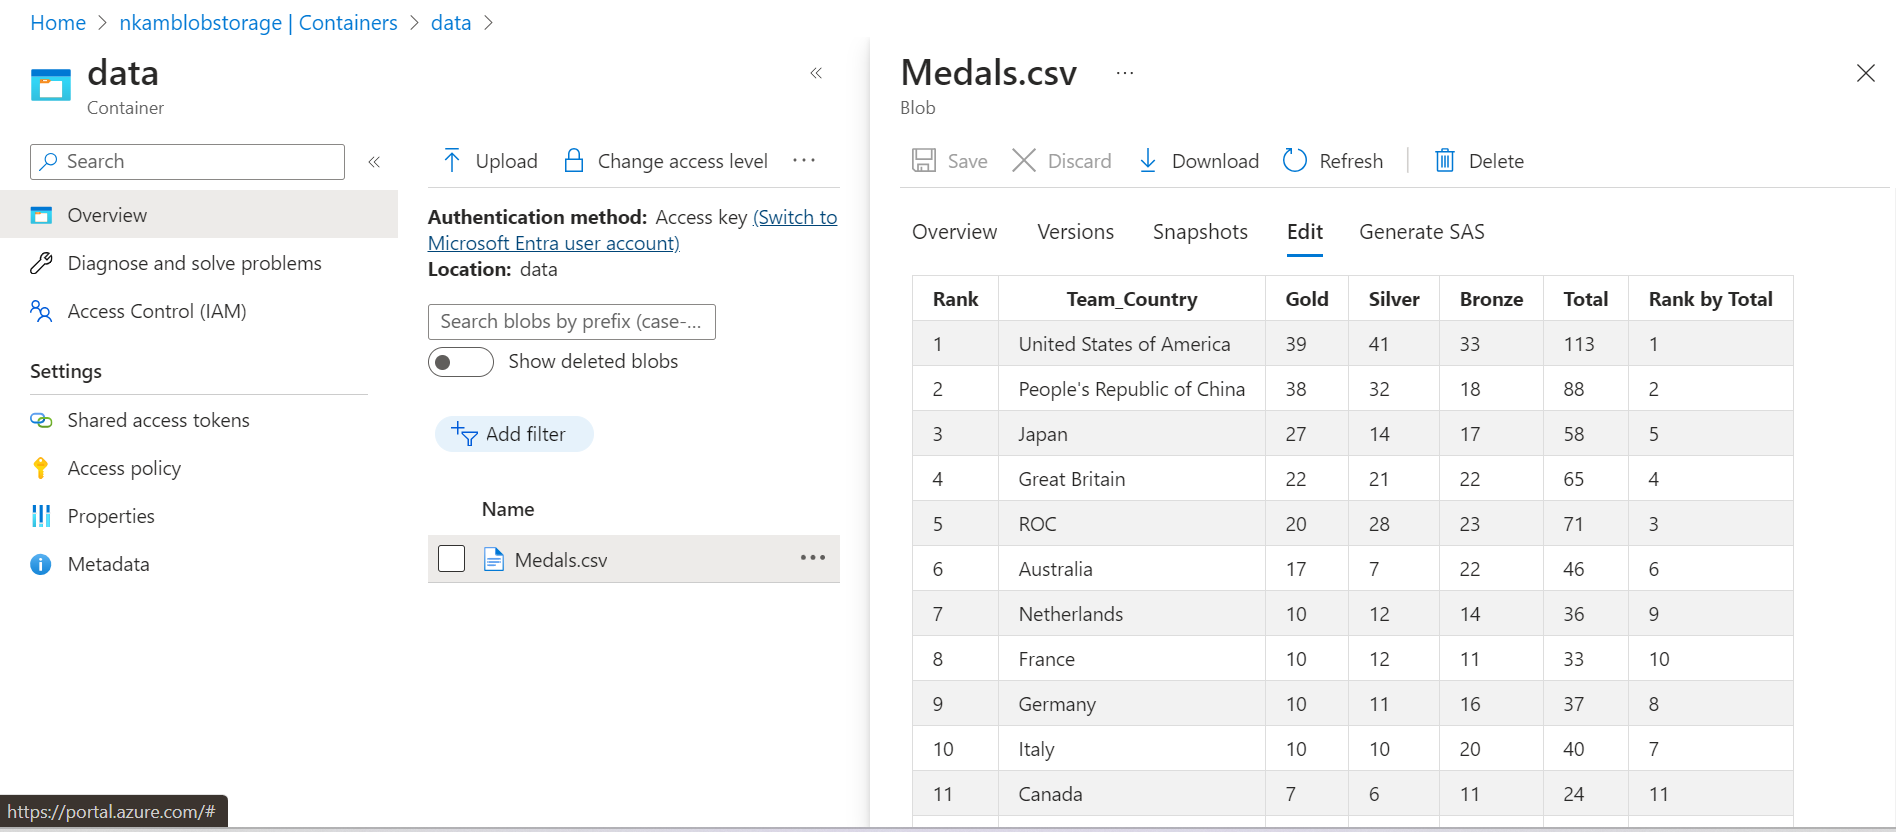 Home > nkamblobstorage | Containers > data >
data
Container
«
Search
«
Overview
Diagnose and solve problems
Access Control (IAM)
Settings
Shared access tokens
Access policy
Properties
Metadata
Upload Change access level ...
Authentication method: Access key (Switch to
Microsoft Entra user account)
Location: data
Search blobs by prefix (case-...
Show deleted blobs
Add filter
Name
Medals.csv ...
Medals.csv ...
Blob
Save Discard Download Refresh | Delete
Overview Versions Snapshots Edit Generate SAS
Rank Team_Country Gold Silver Bronze Total Rank by Total
1 United States of America 39 41 33 113 1
2 People's Republic of China 38 32 18 88 2
3 Japan 27 14 17 58 5
4 Great Britain 22 21 22 65 4
5 ROC 20 28 23 71 3
6 Australia 17 7 22 46 6
7 Netherlands 10 12 14 36 9
8 France 10 12 11 33 10
9 Germany 10 11 16 37 8
10 Italy 10 10 20 40 7
11 Canada 7 6 11 24 11
https://portal.azure.com/#